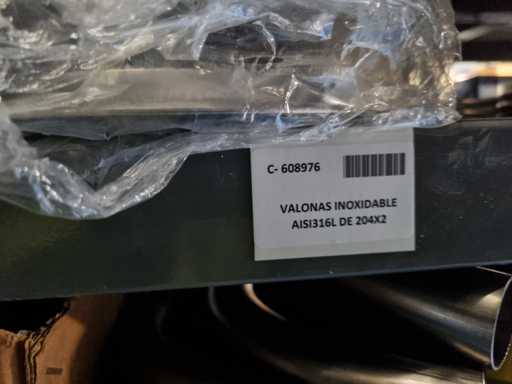 C- 608976
VALONAS INOXIDABLE
AISI316L DE 204X2